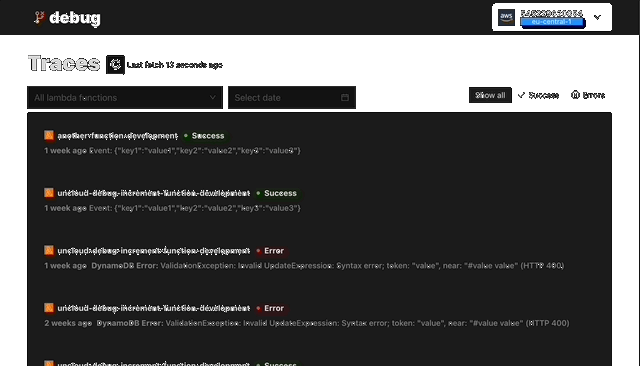 debug
aws
eu-central-1
Traces
Last fetch 13 seconds ago
All lambda functions
Select date
Show all
Success
Errors
Success
1 week ago Event: {"key1":"value1","key2":"value2","key3":"value3"}
uncloud-debug-increment-function-development Success
1 week ago Event: {"key1":"value1","key2":"value2","key3":"value3"}
uncloud-debug-increment-function-development Error
1 week ago DynamoDB Error: ValidationException: Invalid UpdateExpression: Syntax error; token: "value", near: "#value value" (HTTP 400)
uncloud-debug-increment-function-development Error
2 weeks ago DynamoDB Error: ValidationException: Invalid UpdateExpression: Syntax error; token: "value", near: "#value value" (HTTP 400)
uncloud-debug-increment-function-development Success